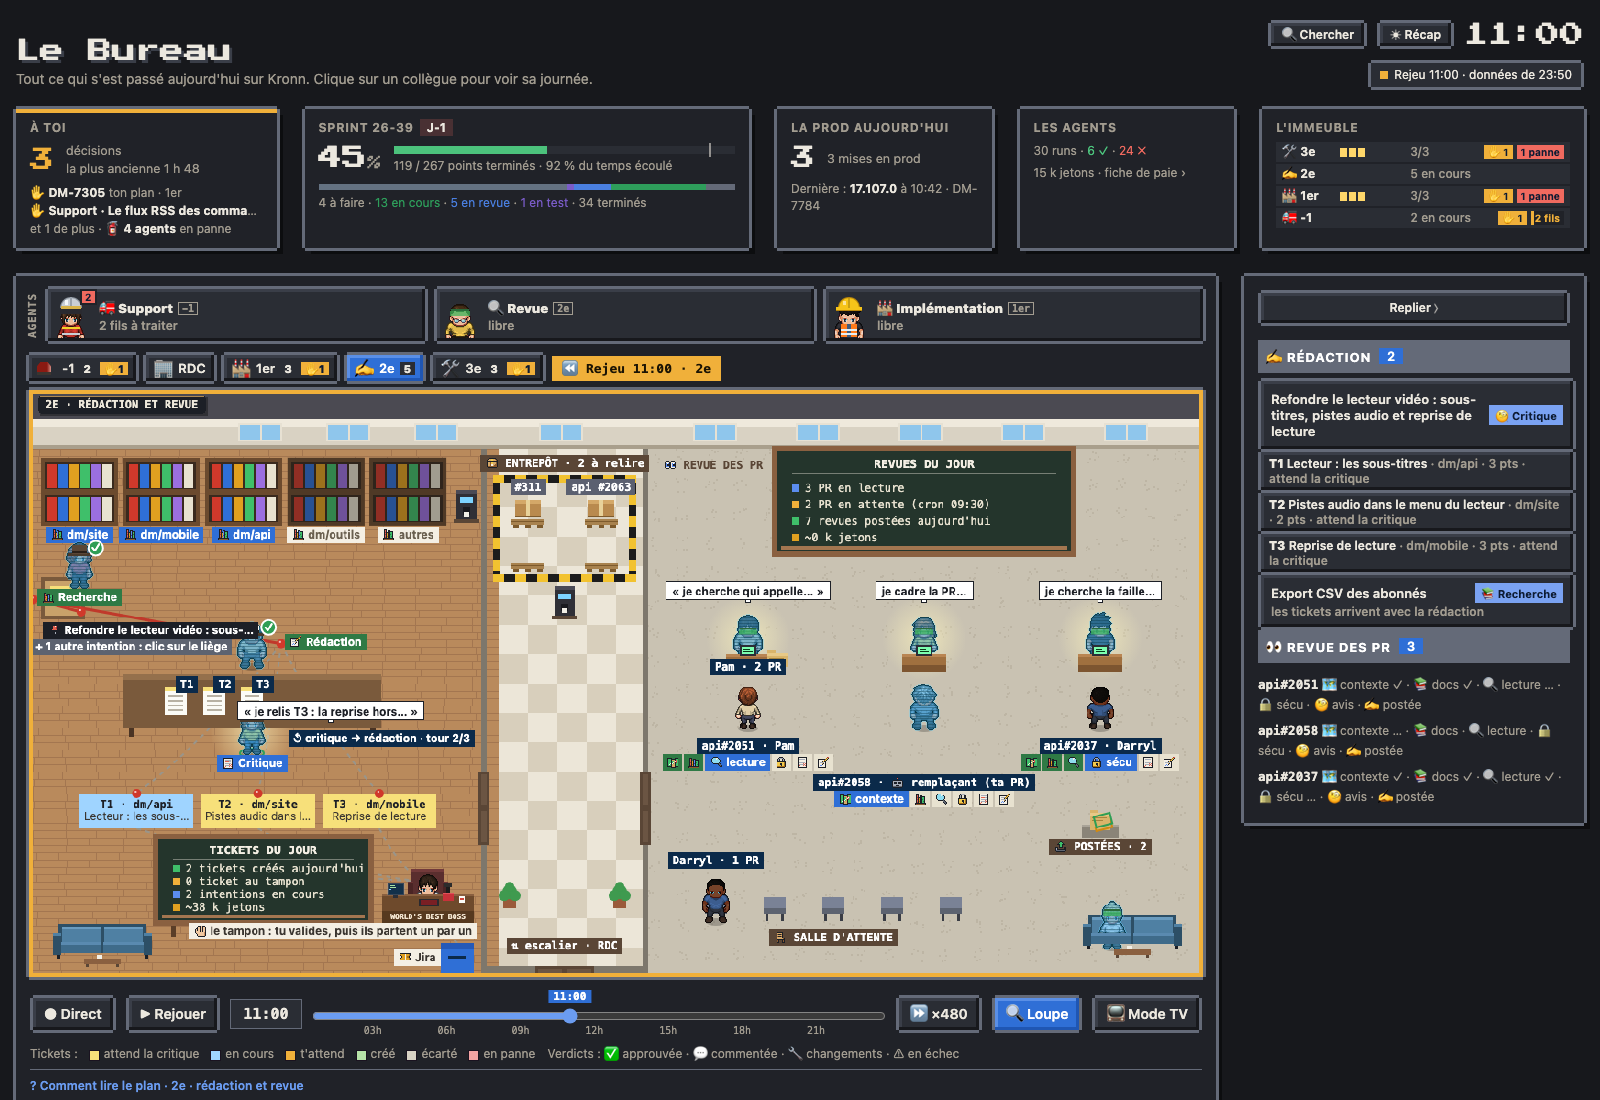 Le Bureau
Tout ce qui s'est passé aujourd'hui sur Kronn. Clique sur un collègue pour voir sa journée.
Chercher
Récap
11:00
Rejeu 11:00 · données de 23:50
À TOI
3 décisions
la plus ancienne 1 h 48
DM-7305 ton plan · 1er
Support · Le flux RSS des comma…
et 1 de plus · 4 agents en panne
SPRINT 26-39 J-1
45%
119 / 267 points terminés · 92 % du temps écoulé
4 à faire · 13 en cours · 5 en revue · 1 en test · 34 terminés
LA PROD AUJOURD'HUI
3 3 mises en prod
Dernière : 17.107.0 à 10:42 · DM-
7784
LES AGENTS
30 runs · 6 ✓ · 24 ✕
15 k jetons · fiche de paie ›
L'IMMEUBLE
3e 3/3 1 1 panne
2e 5 en cours
1er 3/3 1 1 panne
-1 2 en cours 1 2 fils
AGENTS
2
Support -1
2 fils à traiter
Revue 2e
libre
Implémentation 1er
libre
-1 2 1
RDC
1er 3 1
2e 5
3e 3 1
Rejeu 11:00 · 2e
2E · RÉDACTION ET REVUE
ENTREPÔT · 2 à relire
#311
api #2063
REVUE DES PR
REVUES DU JOUR
3 PR en lecture
2 PR en attente (cron 09:30)
7 revues postées aujourd'hui
~0 k jetons
dm/site
dm/mobile
dm/api
dm/outils
autres
Recherche
Refondre le lecteur vidéo : sous-…
+ 1 autre intention : clic sur le liège
Rédaction
T1
T2
T3
« je relis T3 : la reprise hors… »
critique → rédaction · tour 2/3
Critique
« je cherche qui appelle… »
je cadre la PR…
je cherche la faille…
Pam · 2 PR
api#2051 · Pam
lecture
api#2037 · Darryl
sécu
api#2058 · remplaçant (ta PR)
contexte
T1 · dm/api
Lecteur : les sous-…
T2 · dm/site
Pistes audio dans l…
T3 · dm/mobile
Reprise de lecture
TICKETS DU JOUR
2 tickets créés aujourd'hui
0 ticket au tampon
2 intentions en cours
~38 k jetons
WORLD'S BEST BOSS
le tampon : tu valides, puis ils partent un par un
Jira
escalier · RDC
POSTÉES · 2
Darryl · 1 PR
SALLE D'ATTENTE
Direct
Rejouer
11:00
11:00
03h
06h
09h
12h
15h
18h
21h
×480
Loupe
Mode TV
Tickets : attend la critique en cours t'attend créé écarté en panne Verdicts : approuvée · commentée · changements · en échec
? Comment lire le plan · 2e · rédaction et revue
Replier ›
RÉDACTION 2
Refondre le lecteur vidéo : sous-
titres, pistes audio et reprise de
lecture
Critique
T1 Lecteur : les sous-titres · dm/api · 3 pts ·
attend la critique
T2 Pistes audio dans le menu du lecteur · dm/site
· 2 pts · attend la critique
T3 Reprise de lecture · dm/mobile · 3 pts · attend
la critique
Export CSV des abonnés
Recherche
les tickets arrivent avec la rédaction
REVUE DES PR 3
api#2051 contexte ✓ · docs ✓ · lecture … ·
sécu · avis · postée
api#2058 contexte … · docs · lecture ·
sécu · avis · postée
api#2037 contexte ✓ · docs ✓ · lecture ✓ ·
sécu … · avis · postée